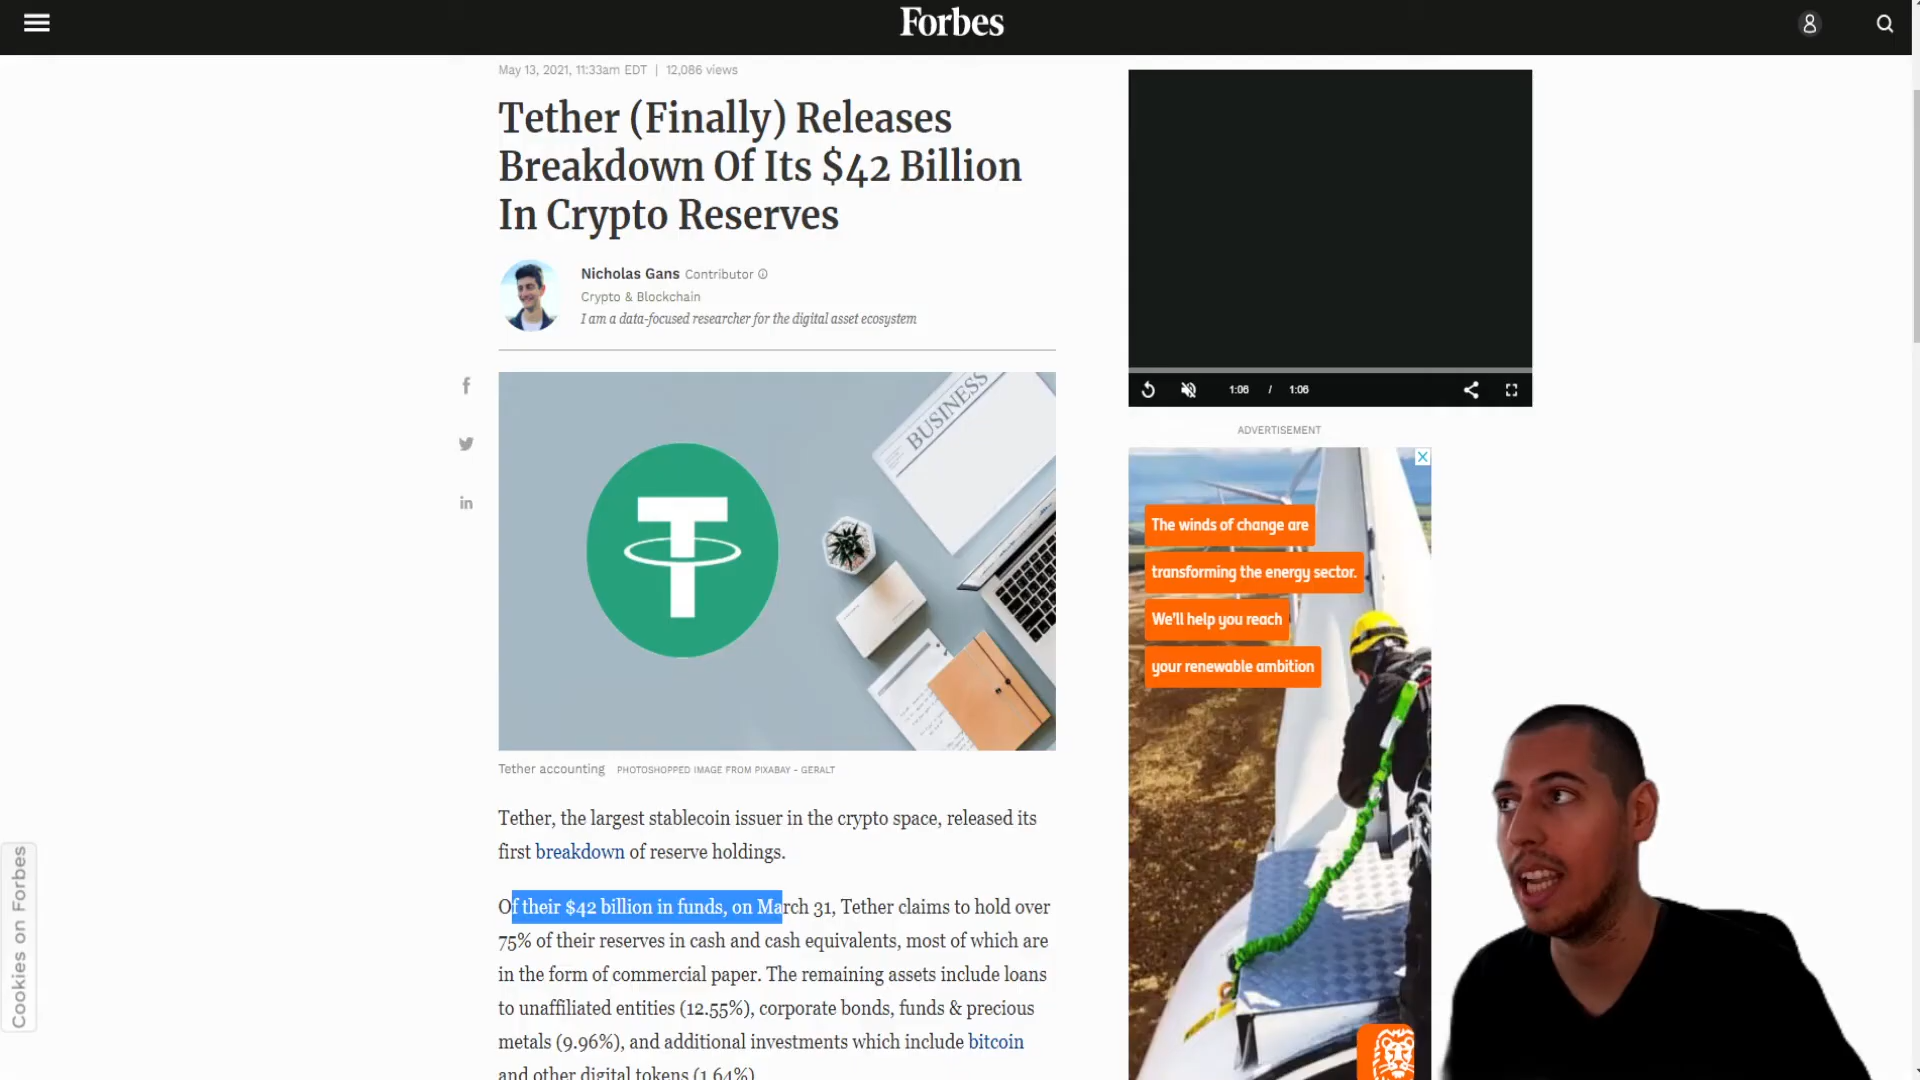 Forbes
May 13, 2021, 11:33am EDT | 12,086 views
Tether (Finally) Releases
Breakdown Of Its $42 Billion
In Crypto Reserves
Nicholas Gans Contributor
Crypto & Blockchain
I am a data-focused researcher for the digital asset ecosystem
BUSINESS
Tether accounting PHOTOSHOPPED IMAGE FROM PIXABAY - GERALT
Tether, the largest stablecoin issuer in the crypto space, released its
first breakdown of reserve holdings.
Of their $42 billion in funds, on March 31, Tether claims to hold over
75% of their reserves in cash and cash equivalents, most of which are
in the form of commercial paper. The remaining assets include loans
to unaffiliated entities (12.55%), corporate bonds, funds & precious
metals (9.96%), and additional investments which include bitcoin
and other digital tokens (1.64%)
1:06 / 1:06
ADVERTISEMENT
The winds of change are
transforming the energy sector.
We'll help you reach
your renewable ambition
Cookies on Forbes